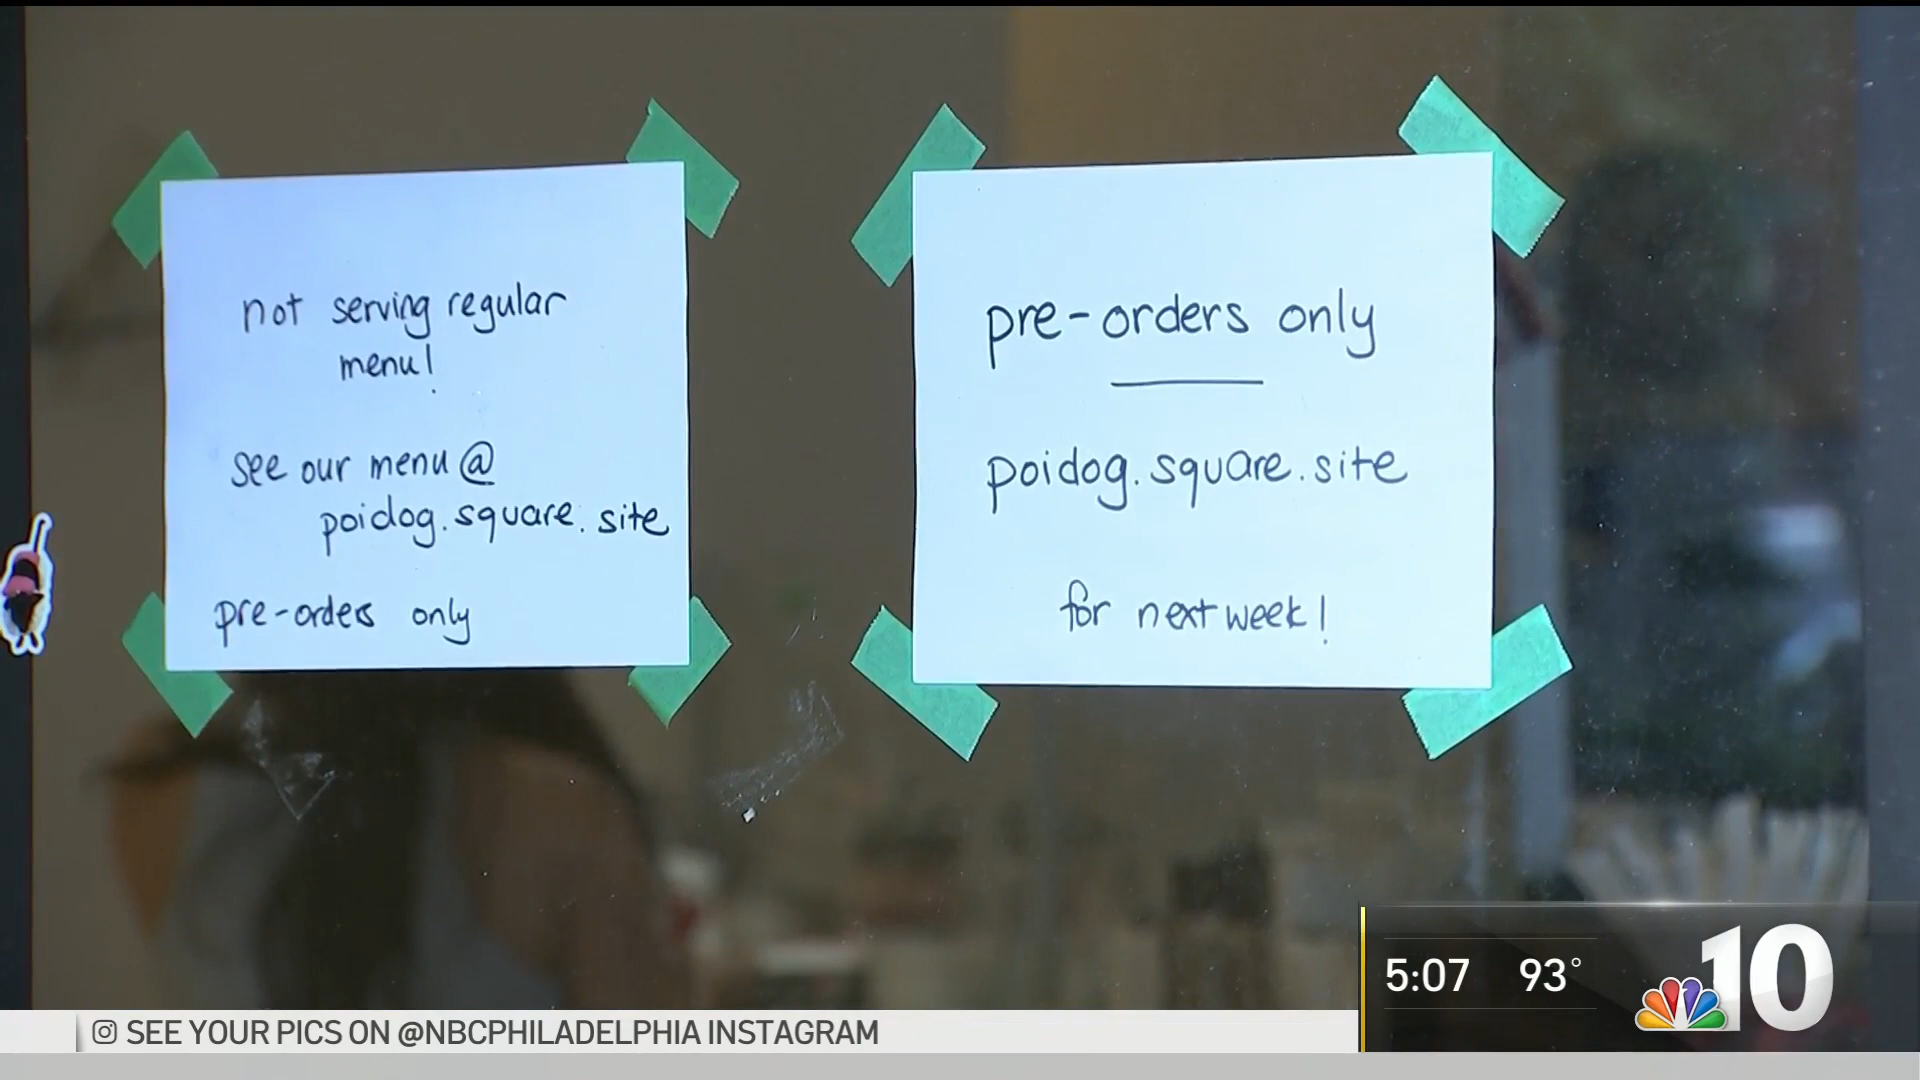 not serving regular
menu!
see our menu @
poidog.square.site
pre-orders only
pre-orders only
poidog.square.site
for next week!
5:07 93°
10
SEE YOUR PICS ON @NBCPHILADELPHIA INSTAGRAM